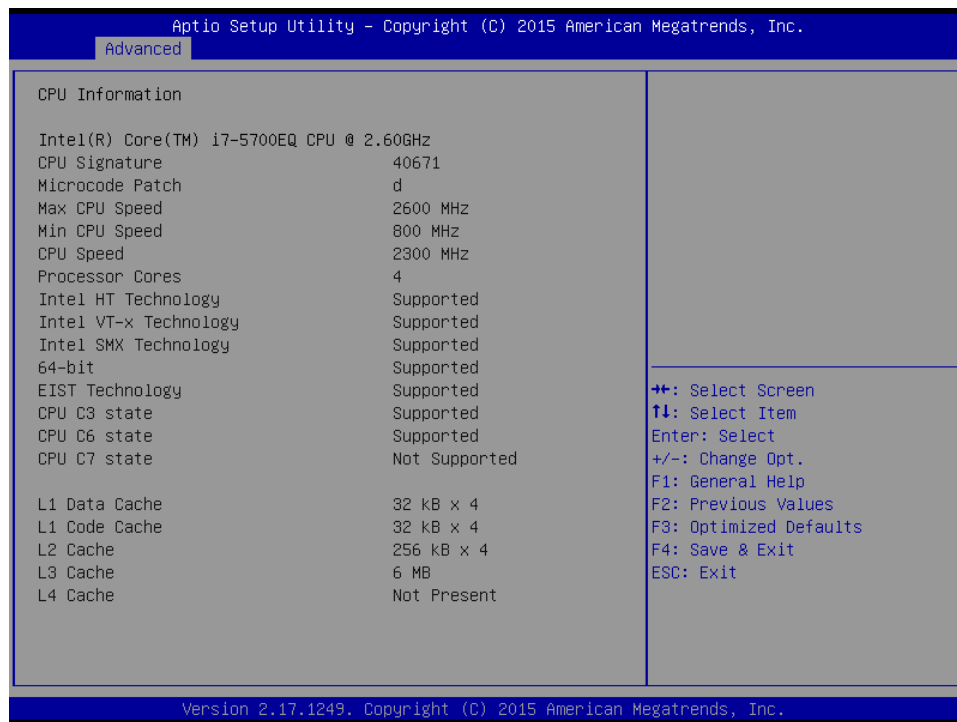 Aptio Setup Utility – Copyright (C) 2015 American Megatrends, Inc.
Advanced
CPU Information
Intel(R) Core(TM) i7-5700EQ CPU @ 2.60GHz
CPU Signature 40671
Microcode Patch d
Max CPU Speed 2600 MHz
Min CPU Speed 800 MHz
CPU Speed 2300 MHz
Processor Cores 4
Intel HT Technology Supported
Intel VT-x Technology Supported
Intel SMX Technology Supported
64-bit Supported
EIST Technology Supported
CPU C3 state Supported
CPU C6 state Supported
CPU C7 state Not Supported
L1 Data Cache 32 kB x 4
L1 Code Cache 32 kB x 4
L2 Cache 256 kB x 4
L3 Cache 6 MB
L4 Cache Not Present
→←: Select Screen
↑↓: Select Item
Enter: Select
+/-: Change Opt.
F1: General Help
F2: Previous Values
F3: Optimized Defaults
F4: Save & Exit
ESC: Exit
Version 2.17.1249. Copyright (C) 2015 American Megatrends, Inc.